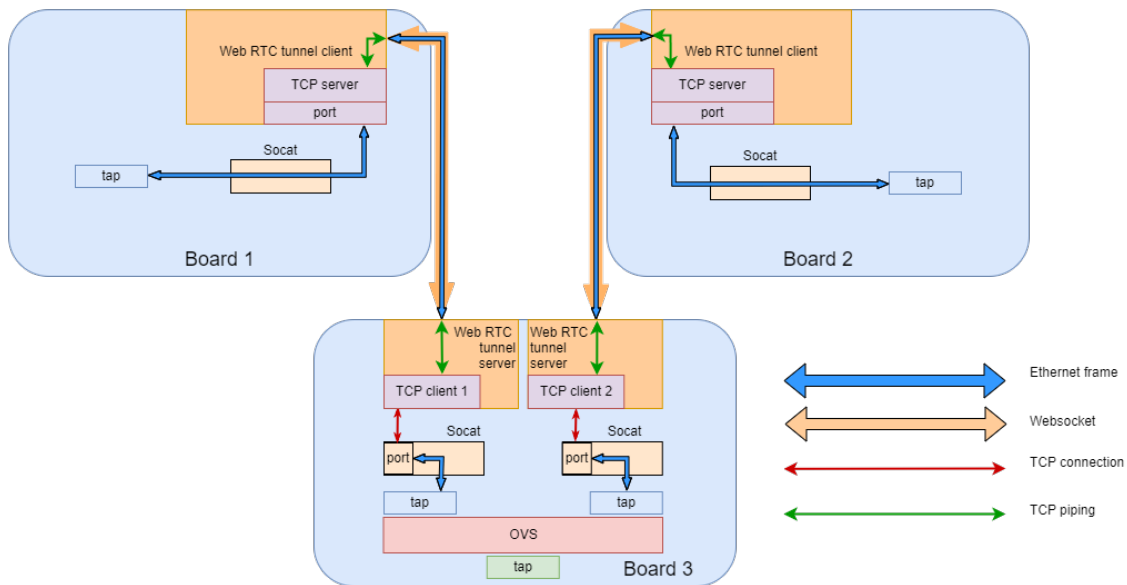 Web RTC tunnel client
TCP server
port
Socat
tap
Board 1
Web RTC tunnel client
TCP server
port
Socat
tap
Board 2
Web RTC
tunnel
server
TCP client 1
Socat
port
tap
Web RTC
tunnel
server
TCP client 2
Socat
port
tap
OVS
tap
Board 3
Ethernet frame
Websocket
TCP connection
TCP piping